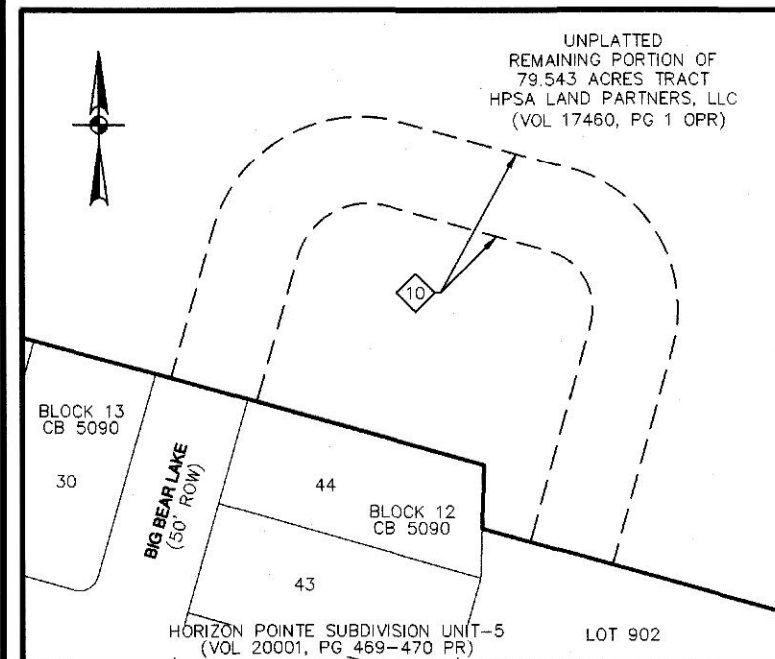 UNPLATTED
REMAINING PORTION OF
79.543 ACRES TRACT
HPSA LAND PARTNERS, LLC
(VOL 17460, PG 1 OPR)
10
BLOCK 13
CB 5090
30
BIG BEAR LAKE
(50' ROW)
44
BLOCK 12
CB 5090
43
HORIZON POINTE SUBDIVISION UNIT-5
(VOL 20001, PG 469-470 PR)
LOT 902